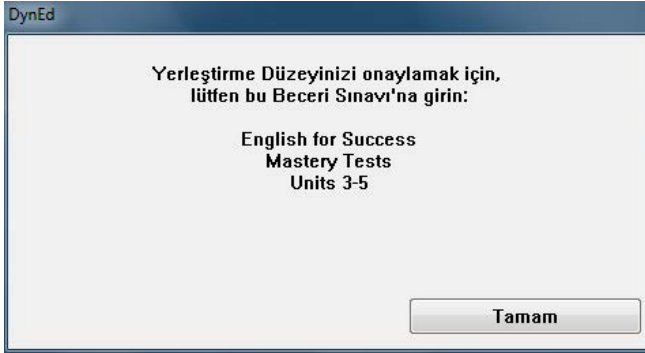 DynEd
Yerleştirme Düzeyinizi onaylamak için,
lütfen bu Beceri Sınavı'na girin:
English for Success
Mastery Tests
Units 3-5
Tamam